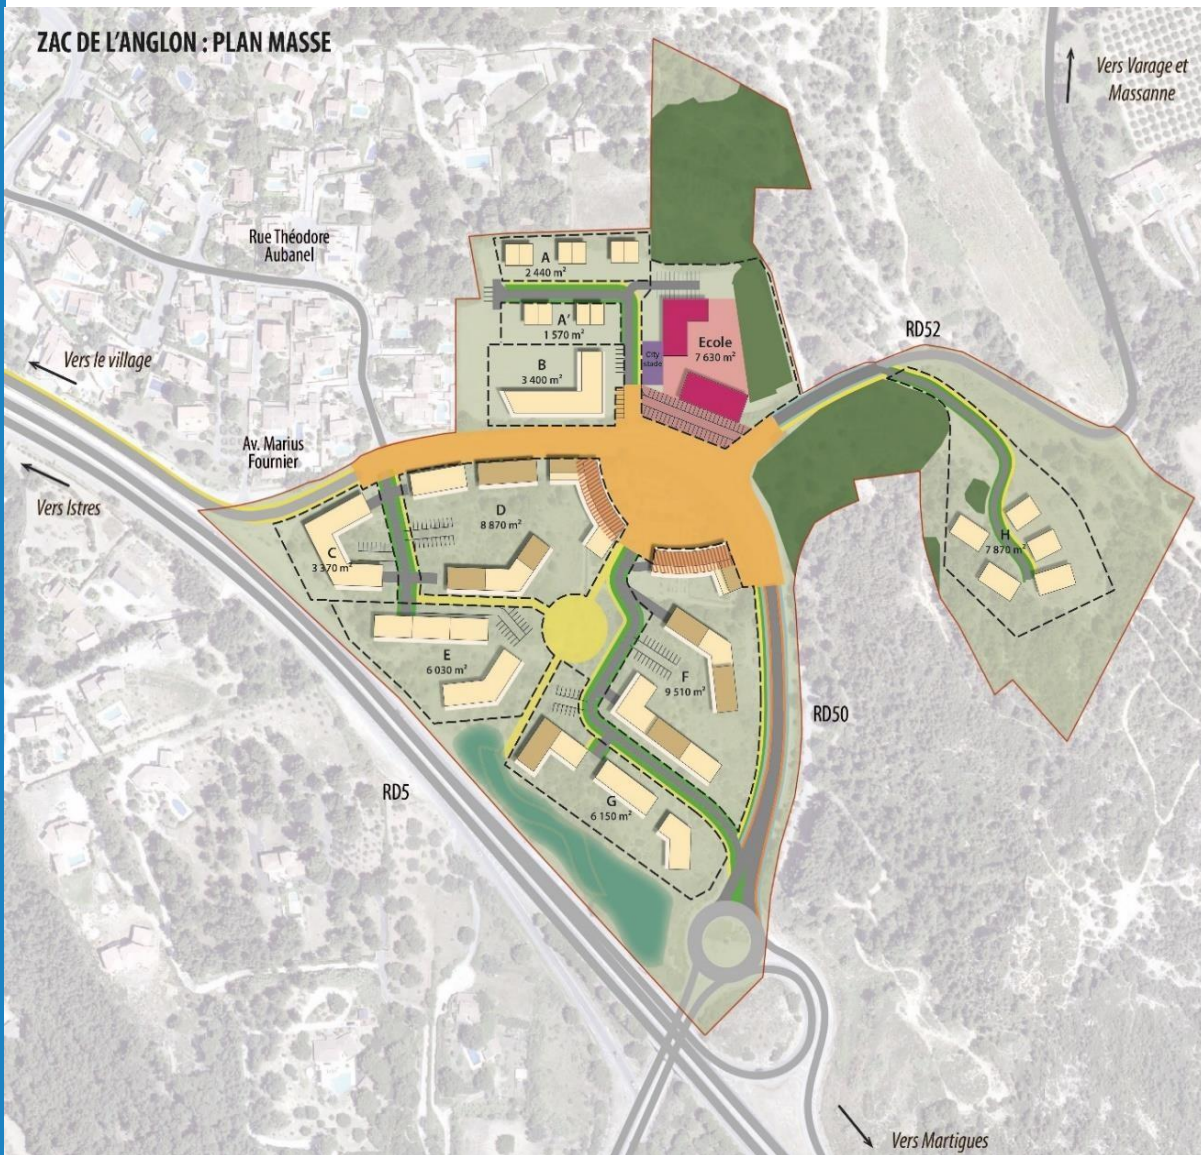 ZAC DE L'ANGLON : PLAN MASSE
Vers Varage et
Massanne
Rue Théodore
Aubanel
A
2 440 m²
A'
1 570 m²
B
3 400 m²
City
stade
Ecole
7 630 m²
RD52
Vers le village
Av. Marius
Fournier
Vers Istres
C
3 370 m²
D
8 870 m²
H
7 870 m²
E
6 030 m²
F
9 510 m²
RD50
RD5
G
6 150 m²
Vers Martigues